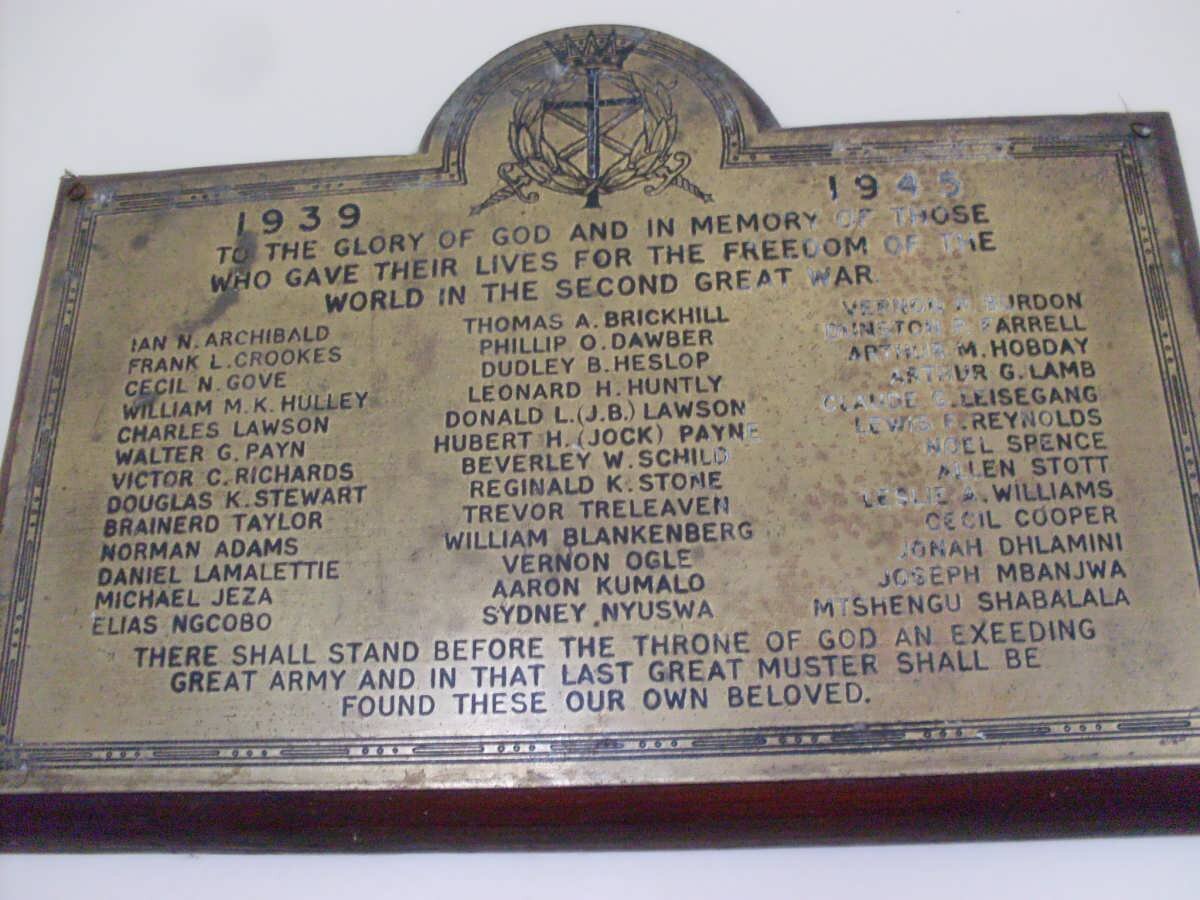 1939
1945
TO THE GLORY OF GOD AND IN MEMORY OF THOSE
WHO GAVE THEIR LIVES FOR THE FREEDOM OF THE
WORLD IN THE SECOND GREAT WAR.
IAN N. ARCHIBALD
FRANK L. CROOKES
CECIL N. GOVE
WILLIAM M.K. HULLEY
CHARLES LAWSON
WALTER G. PAYN
VICTOR C. RICHARDS
DOUGLAS K. STEWART
BRAINERD TAYLOR
NORMAN ADAMS
DANIEL LAMALETTIE
MICHAEL JEZA
ELIAS NGCOBO
THOMAS A. BRICKHILL
PHILLIP O. DAWBER
DUDLEY B. HESLOP
LEONARD H. HUNTLY
DONALD L. (J.B.) LAWSON
HUBERT H. (JOCK) PAYNE
BEVERLEY W. SCHILD
REGINALD K. STONE
TREVOR TRELEAVEN
WILLIAM BLANKENBERG
VERNON OGLE
AARON KUMALO
SYDNEY NYUSWA
VERNON BURDON
FARRELL
ARTHUR M. HOBDAY
ARTHUR G. LAMB
CLAUDE LEISEGANG
LEWIS F. REYNOLDS
NOEL SPENCE
ALLEN STOTT
LESLIE A. WILLIAMS
CECIL COOPER
JONAH DHLAMINI
JOSEPH MBANJWA
MTSHENGU SHABALALA
THERE SHALL STAND BEFORE THE THRONE OF GOD AN EXEEDING
GREAT ARMY AND IN THAT LAST GREAT MUSTER SHALL BE
FOUND THESE OUR OWN BELOVED.